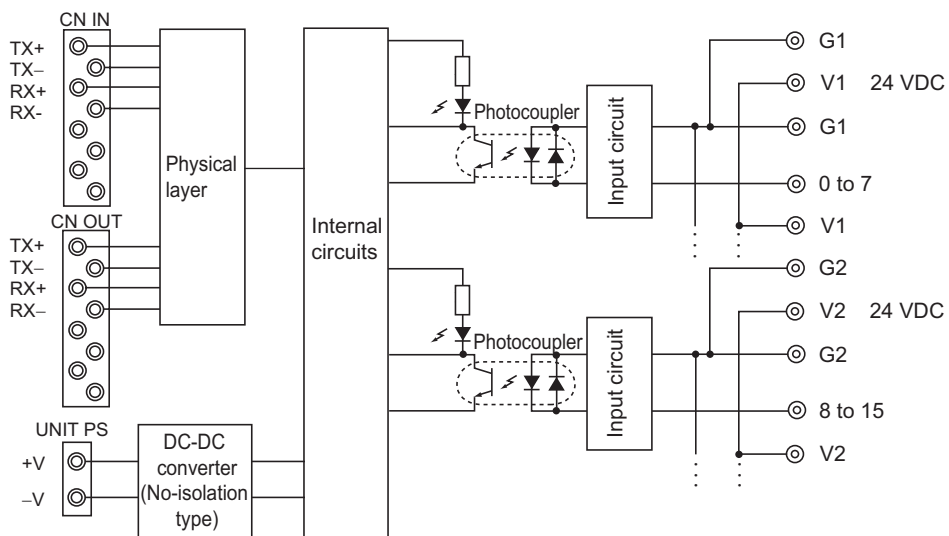 CN IN
TX+
TX–
RX+
RX-
Physical
layer
CN OUT
TX+
TX–
RX+
RX–
UNIT PS
+V
–V
DC-DC
converter
(No-isolation
type)
Internal
circuits
Photocoupler
Input circuit
G1
V1 24 VDC
G1
0 to 7
V1
Photocoupler
Input circuit
G2
V2 24 VDC
G2
8 to 15
V2